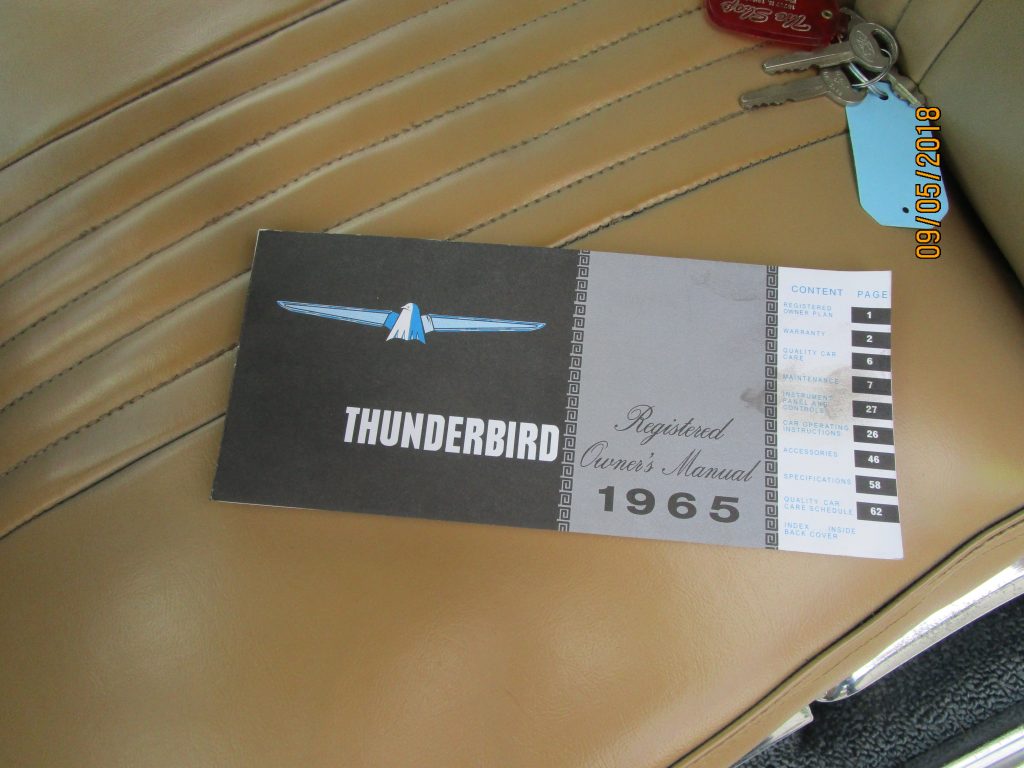 The Shop
09/05/2018
THUNDERBIRD
Registered
Owner's Manual
1965
CONTENT PAGE
REGISTERED
OWNER PLAN 1
WARRANTY 2
QUALITY CAR
CARE 6
MAINTENANCE 7
INSTRUMENT
PANEL AND
CONTROLS 27
CAR OPERATING
INSTRUCTIONS 26
ACCESSORIES 46
SPECIFICATIONS 58
QUALITY CAR
CARE SCHEDULE 62
INDEX INSIDE
BACK COVER